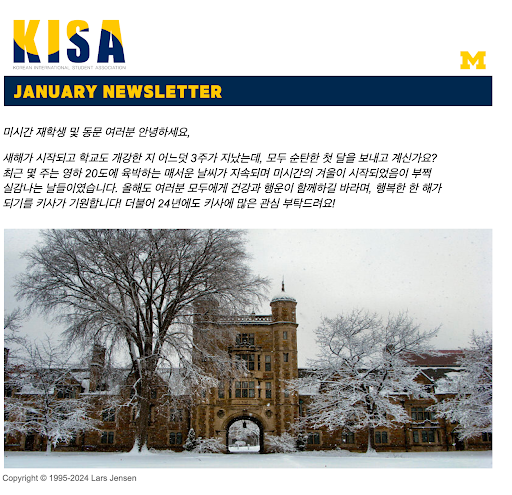 KISA
KOREAN INTERNATIONAL STUDENT ASSOCIATION
M
JANUARY NEWSLETTER
미시간 재학생 및 동문 여러분 안녕하세요,
새해가 시작되고 학교도 개강한 지 어느덧 3주가 지났는데, 모두 순탄한 첫 달을 보내고 계신가요?
최근 몇 주는 영하 20도에 육박하는 매서운 날씨가 지속되며 미시간의 겨울이 시작되었음이 부쩍
실감나는 날들이었습니다. 올해도 여러분 모두에게 건강과 행운이 함께하길 바라며, 행복한 한 해가
되기를 키사가 기원합니다! 더불어 24년에도 키사에 많은 관심 부탁드려요!
Copyright © 1995-2024 Lars Jensen